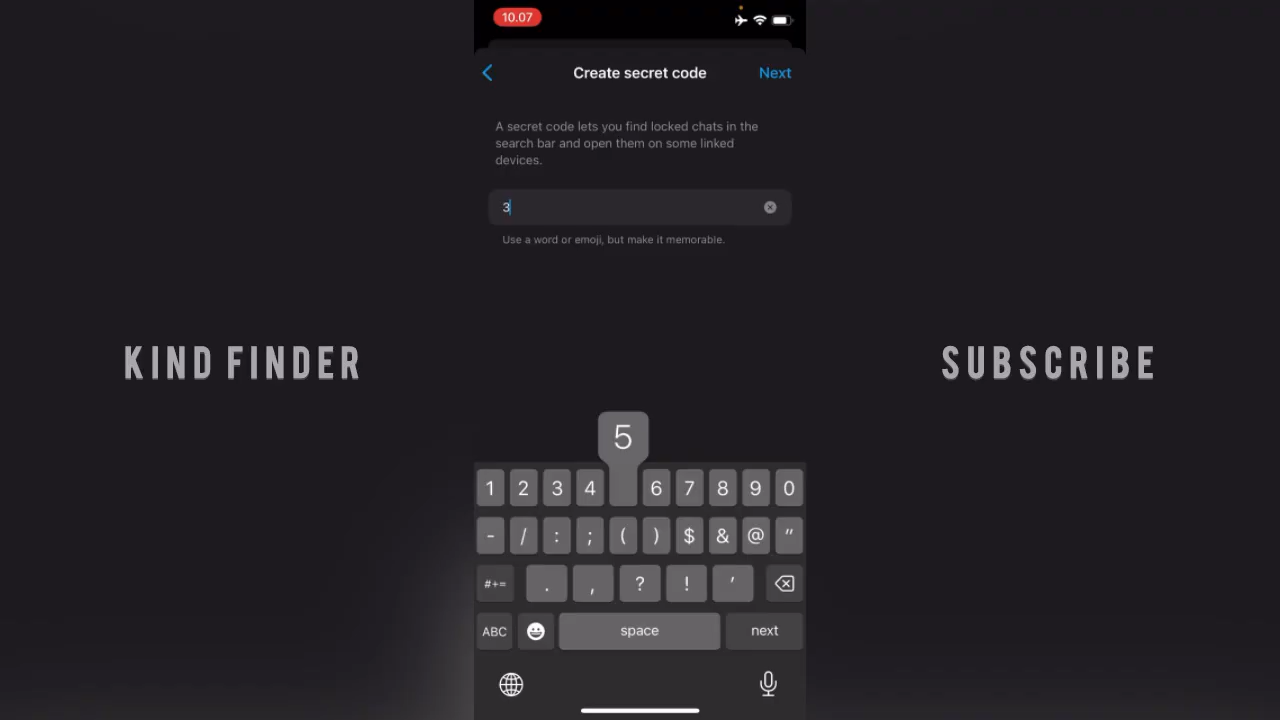 10.07
Create secret code
Next
A secret code lets you find locked chats in the
search bar and open them on some linked
devices.
3
Use a word or emoji, but make it memorable.
KIND FINDER
SUBSCRIBE
5
1 2 3 4 6 7 8 9 0
- / : ; ( ) $ & @ "
#+= . , ? ! '
ABC space next